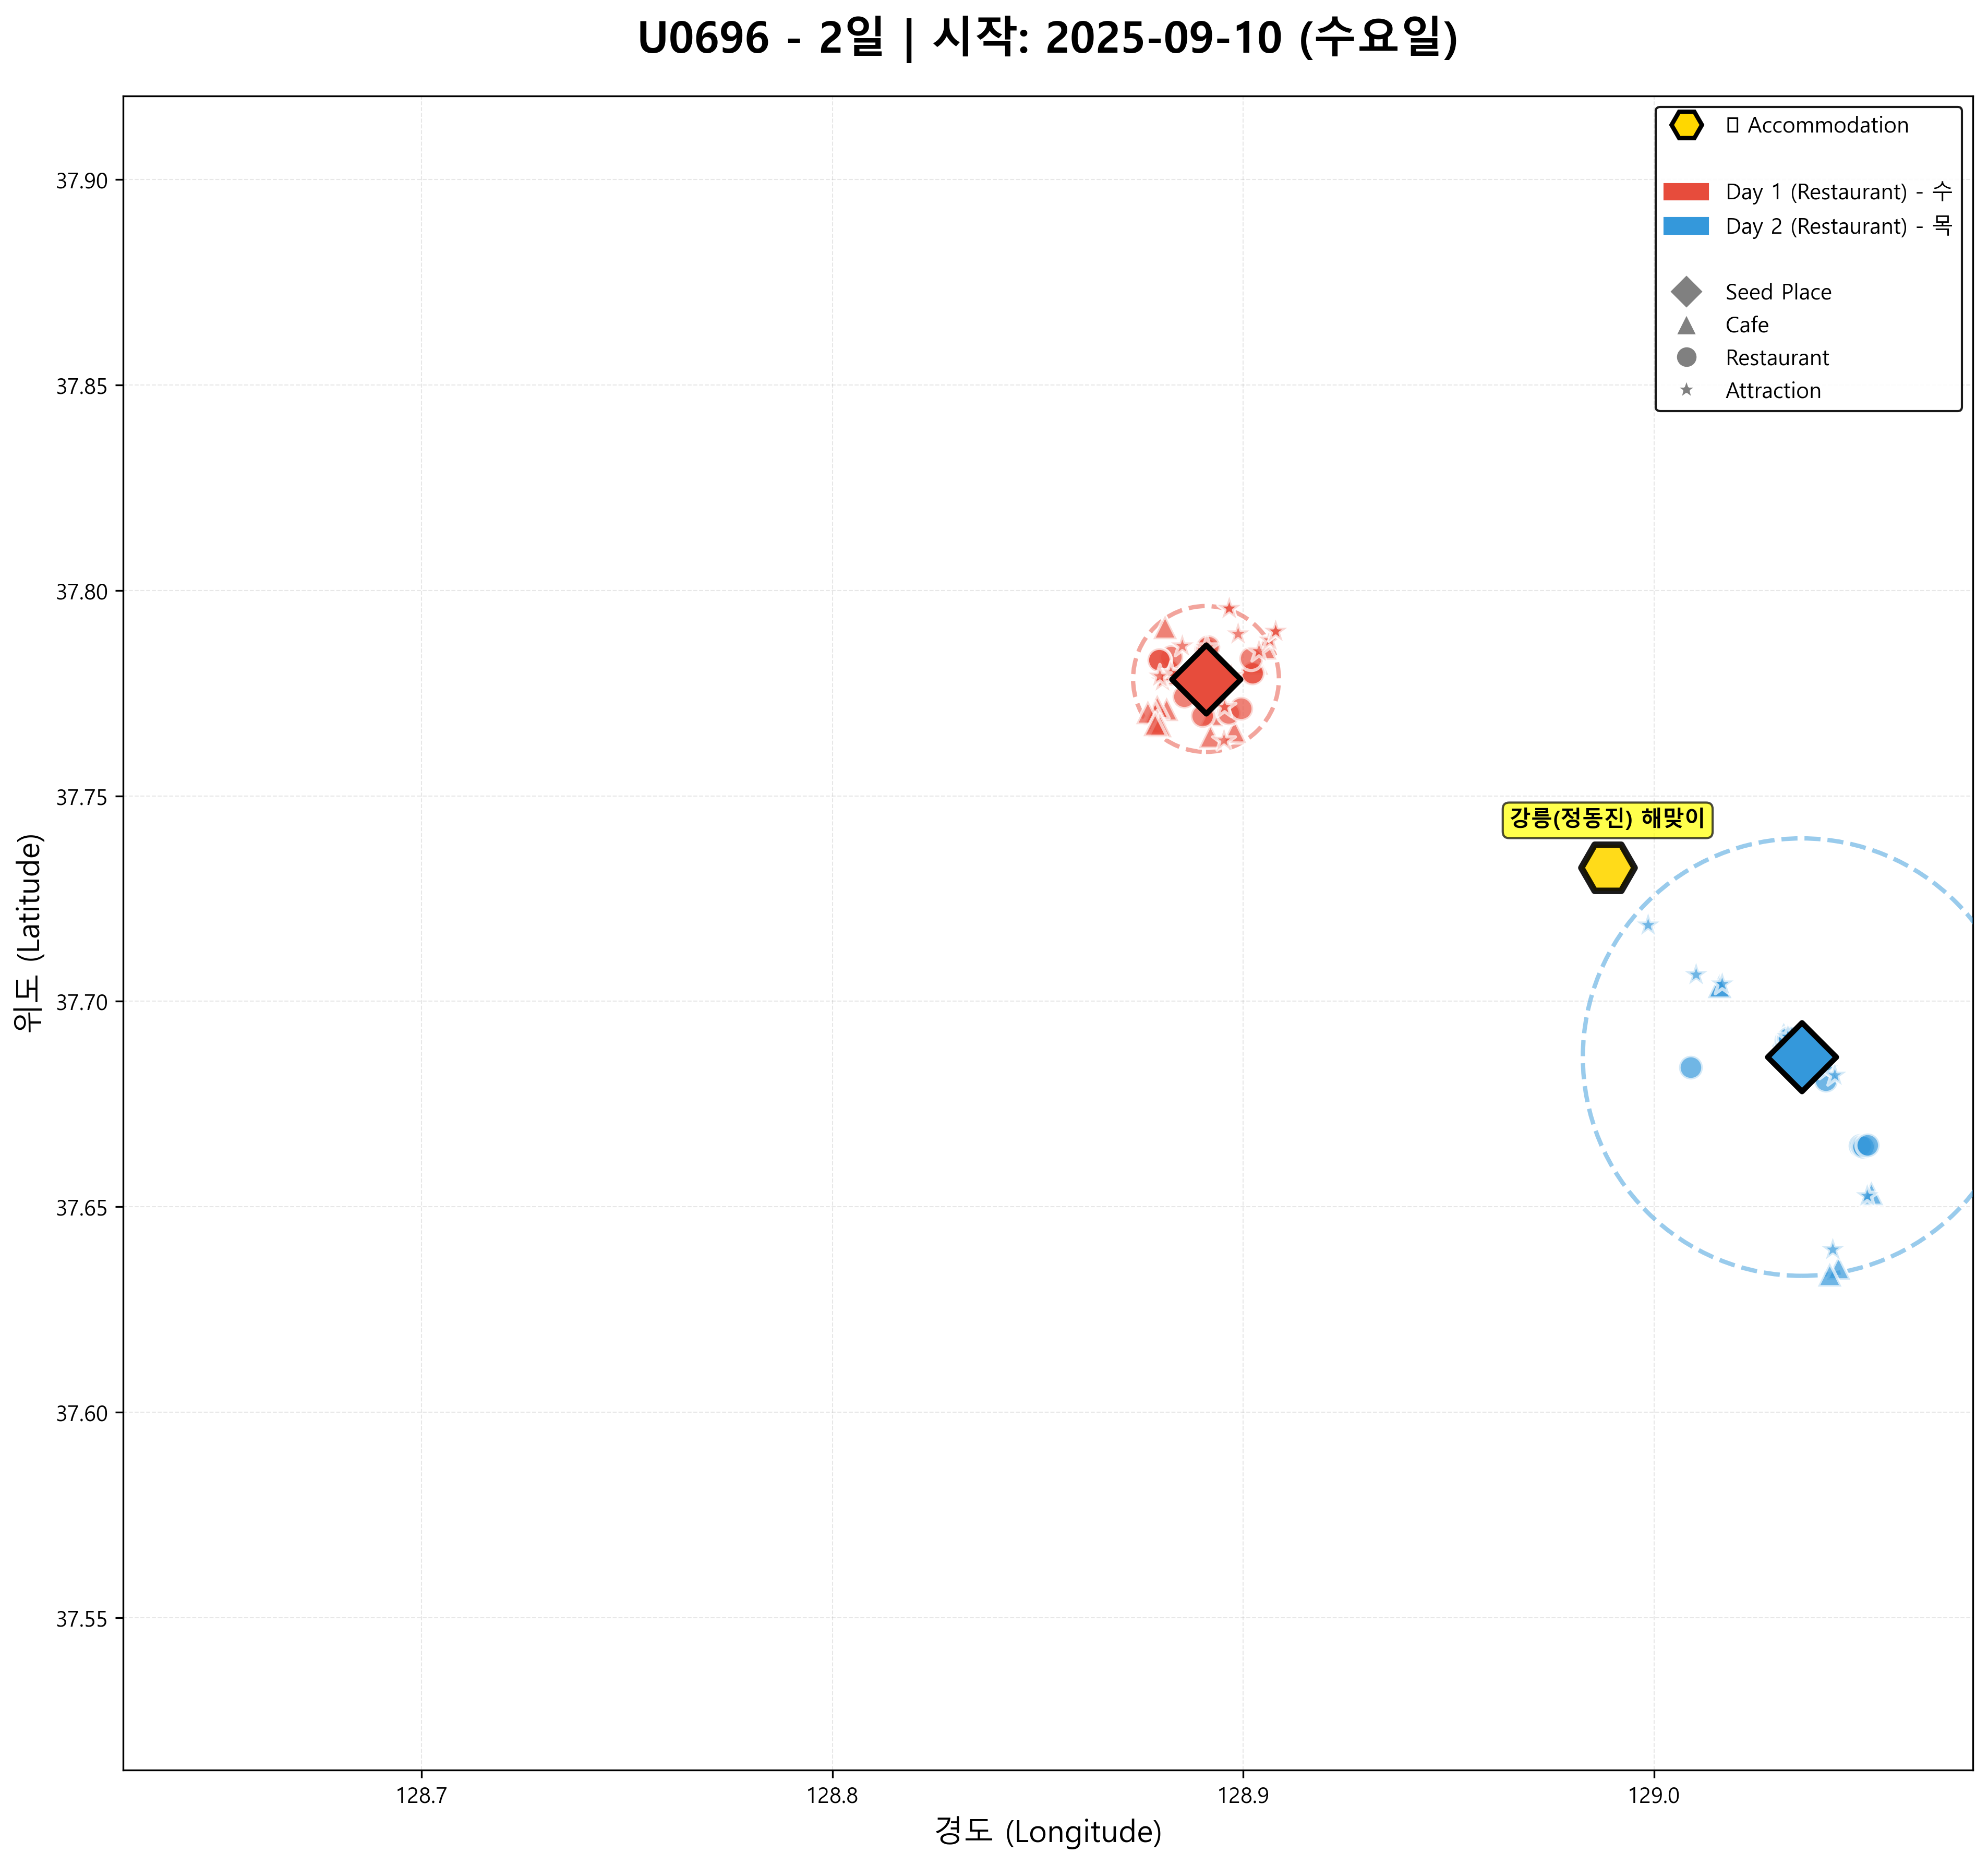 U0696 - 2일 | 시작: 2025-09-10 (수요일)
Accommodation
Day 1 (Restaurant) - 수
Day 2 (Restaurant) - 목
Seed Place
Cafe
Restaurant
Attraction
37.90
37.85
37.80
37.75
37.70
37.65
37.60
37.55
위도 (Latitude)
강릉(정동진) 해맞이
128.7
128.8
128.9
129.0
경도 (Longitude)